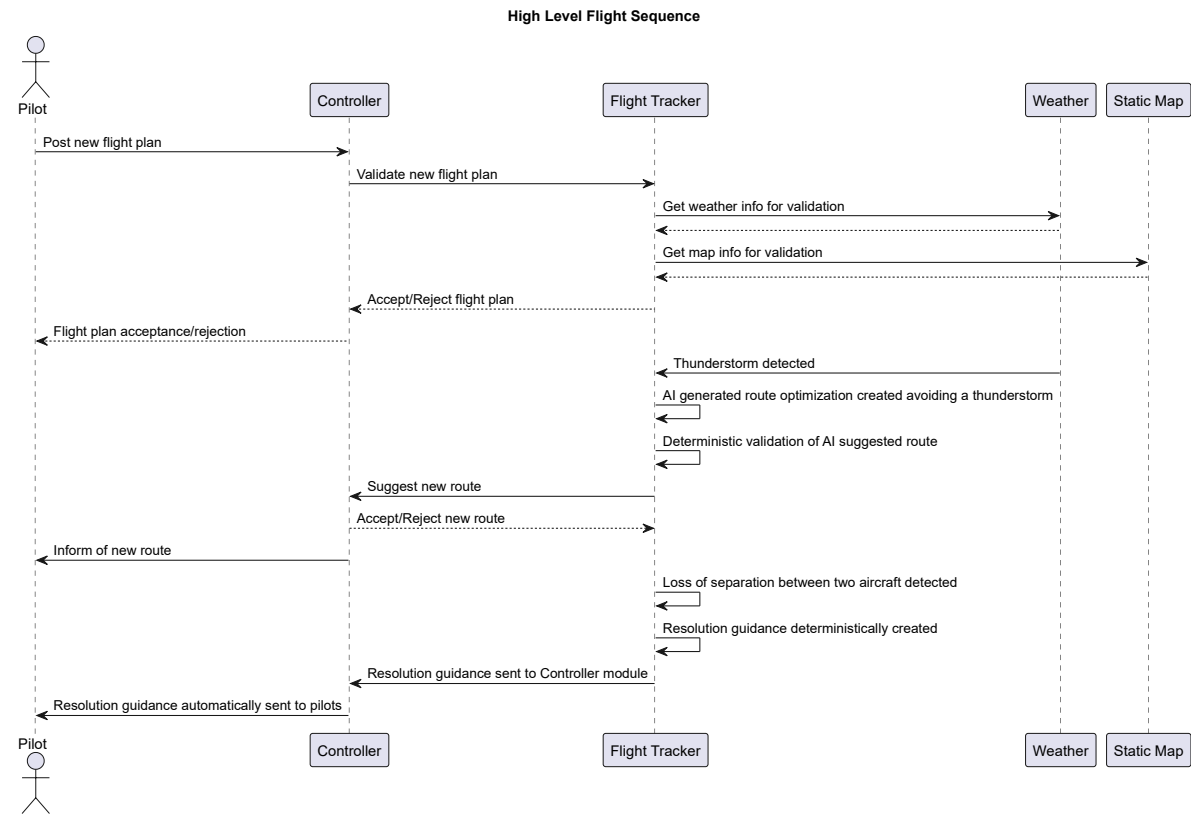 High Level Flight Sequence
Pilot
Controller
Flight Tracker
Weather
Static Map
Post new flight plan
Validate new flight plan
Get weather info for validation
Get map info for validation
Accept/Reject flight plan
Flight plan acceptance/rejection
Thunderstorm detected
AI generated route optimization created avoiding a thunderstorm
Deterministic validation of AI suggested route
Suggest new route
Accept/Reject new route
Inform of new route
Loss of separation between two aircraft detected
Resolution guidance deterministically created
Resolution guidance sent to Controller module
Resolution guidance automatically sent to pilots
Pilot
Controller
Flight Tracker
Weather
Static Map